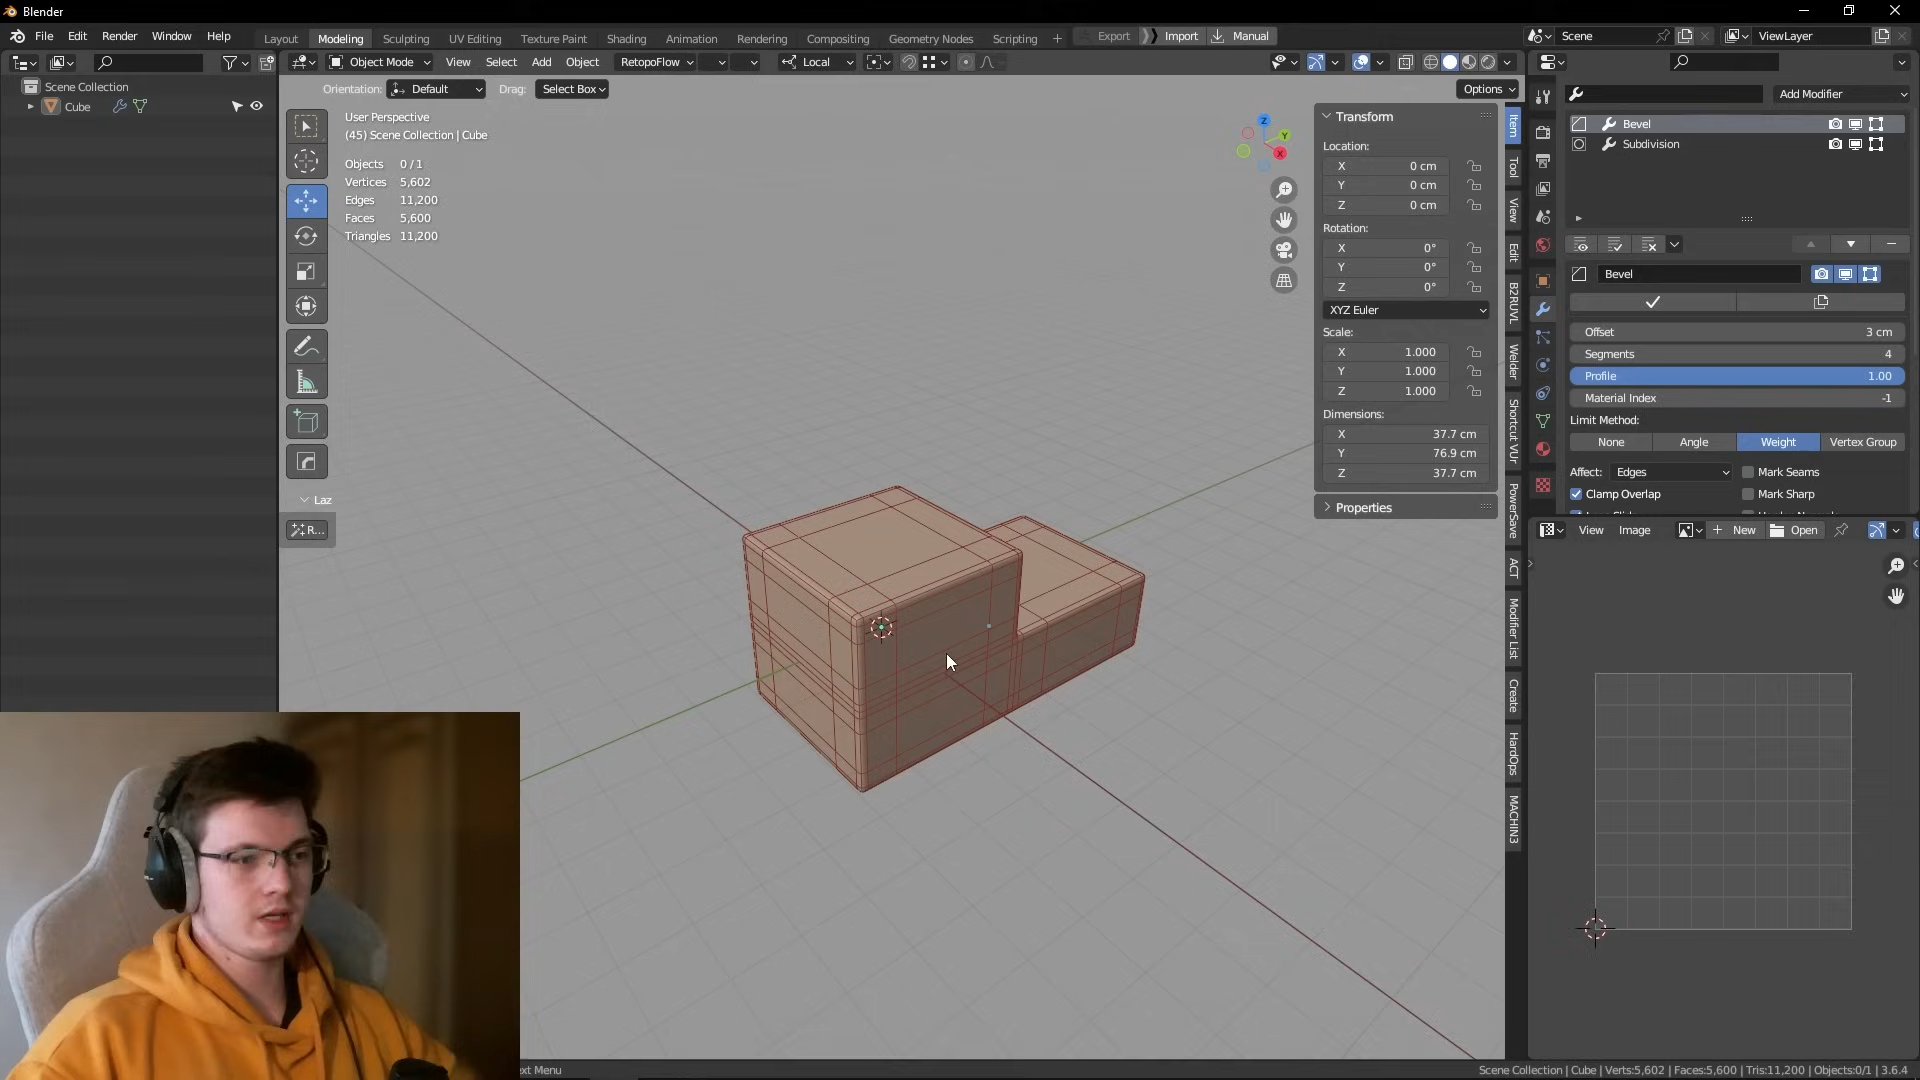 Blender
File Edit Render Window Help
Layout Modeling Sculpting UV Editing Texture Paint Shading Animation Rendering Compositing Geometry Nodes Scripting +
Export Import Manual
Scene
ViewLayer
Object Mode View Select Add Object RetopoFlow Local
Orientation: Default Drag: Select Box
Options
Scene Collection
Cube
User Perspective
(45) Scene Collection | Cube
Objects 0 / 1
Vertices 5,602
Edges 11,200
Faces 5,600
Triangles 11,200
Laz
R...
Z
Y
X
Transform
Location:
X 0 cm
Y 0 cm
Z 0 cm
Rotation:
X 0°
Y 0°
Z 0°
XYZ Euler
Scale:
X 1.000
Y 1.000
Z 1.000
Dimensions:
X 37.7 cm
Y 76.9 cm
Z 37.7 cm
Properties
Item
Tool
View
Edit
B2RUVL
Welder
Shortcut VUr
PowerSave
ACT
Modifier List
Create
HardOps
MACHIN3
Add Modifier
Bevel
Subdivision
Bevel
Offset 3 cm
Segments 4
Profile 1.00
Material Index -1
Limit Method:
None Angle Weight Vertex Group
Affect: Edges Mark Seams
Clamp Overlap Mark Sharp
View Image + New Open
ext Menu
Scene Collection | Cube | Verts:5,602 | Faces:5,600 | Tris:11,200 | Objects:0/1 | 3.6.4